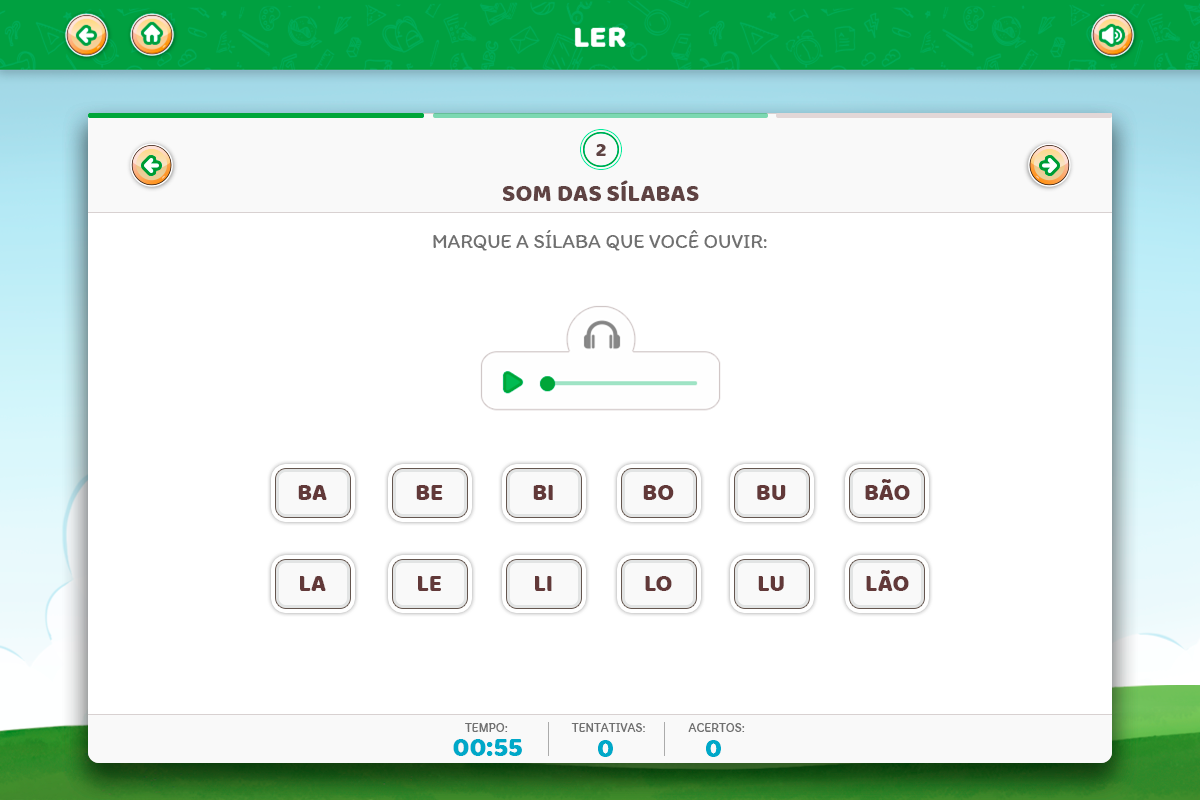 LER
2
SOM DAS SÍLABAS
MARQUE A SÍLABA QUE VOCÊ OUVIR:
BA BE BI BO BU BÃO
LA LE LI LO LU LÃO
TEMPO: TENTATIVAS: ACERTOS:
00:55 0 0